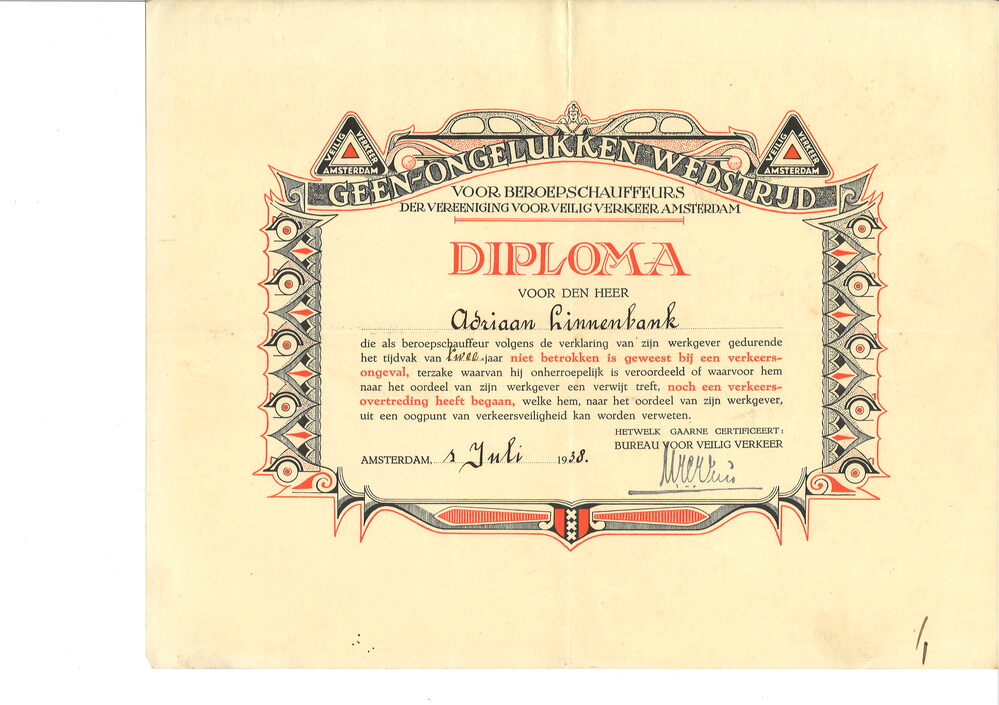 VEILIG VERKEER AMSTERDAM
VEILIG VERKEER AMSTERDAM
GEEN-ONGELUKKEN WEDSTRIJD
VOOR BEROEPSCHAUFFEURS
DER VEREENIGING VOOR VEILIG VERKEER AMSTERDAM
DIPLOMA
VOOR DEN HEER
Adriaan Linnenbank
die als beroepschauffeur volgens de verklaring van zijn werkgever gedurende
het tijdvak van twee jaar niet betrokken is geweest bij een verkeers-
ongeval, terzake waarvan hij onherroepelijk is veroordeeld of waarvoor hem
naar het oordeel van zijn werkgever een verwijt treft, noch een verkeers-
overtreding heeft begaan, welke hem, naar het oordeel van zijn werkgever,
uit een oogpunt van verkeersveiligheid kan worden verweten.
HETWELK GAARNE CERTIFICEERT:
BUREAU VOOR VEILIG VERKEER
AMSTERDAM, 1 Juli 1938.